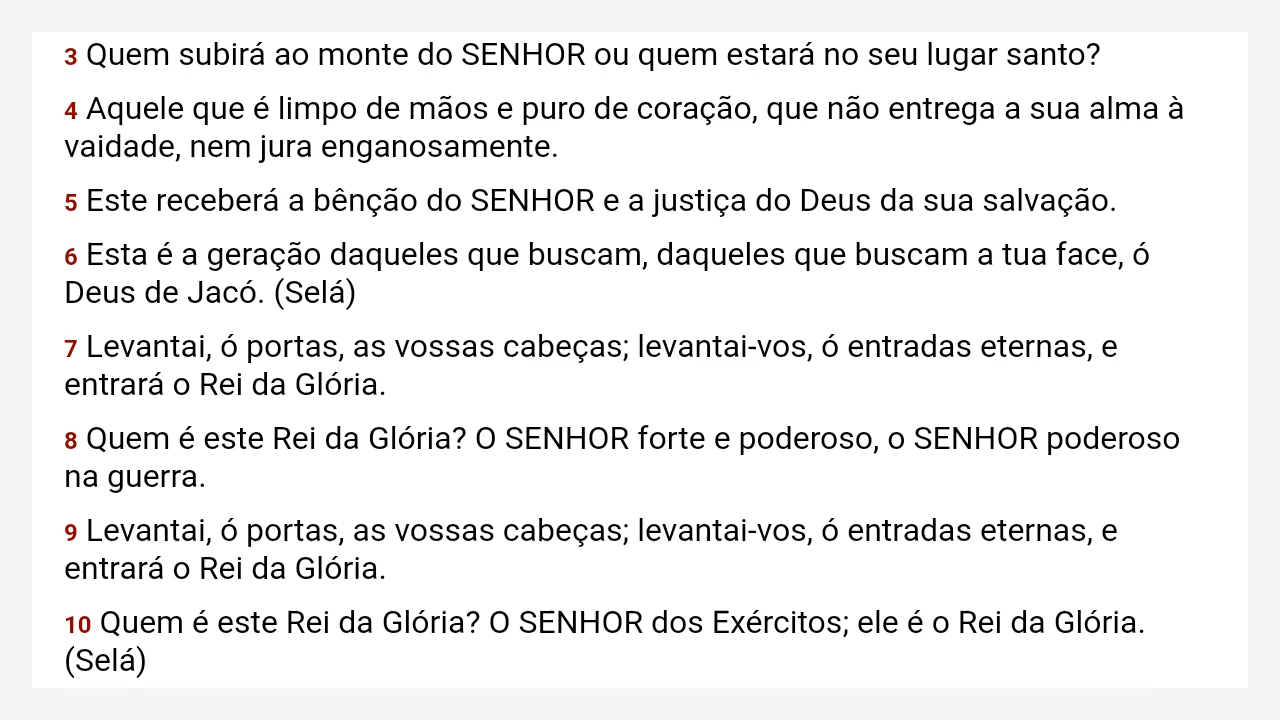 3 Quem subirá ao monte do SENHOR ou quem estará no seu lugar santo?
4 Aquele que é limpo de mãos e puro de coração, que não entrega a sua alma à
vaidade, nem jura enganosamente.
5 Este receberá a bênção do SENHOR e a justiça do Deus da sua salvação.
6 Esta é a geração daqueles que buscam, daqueles que buscam a tua face, ó
Deus de Jacó. (Selá)
7 Levantai, ó portas, as vossas cabeças; levantai-vos, ó entradas eternas, e
entrará o Rei da Glória.
8 Quem é este Rei da Glória? O SENHOR forte e poderoso, o SENHOR poderoso
na guerra.
9 Levantai, ó portas, as vossas cabeças; levantai-vos, ó entradas eternas, e
entrará o Rei da Glória.
10 Quem é este Rei da Glória? O SENHOR dos Exércitos; ele é o Rei da Glória.
(Selá)